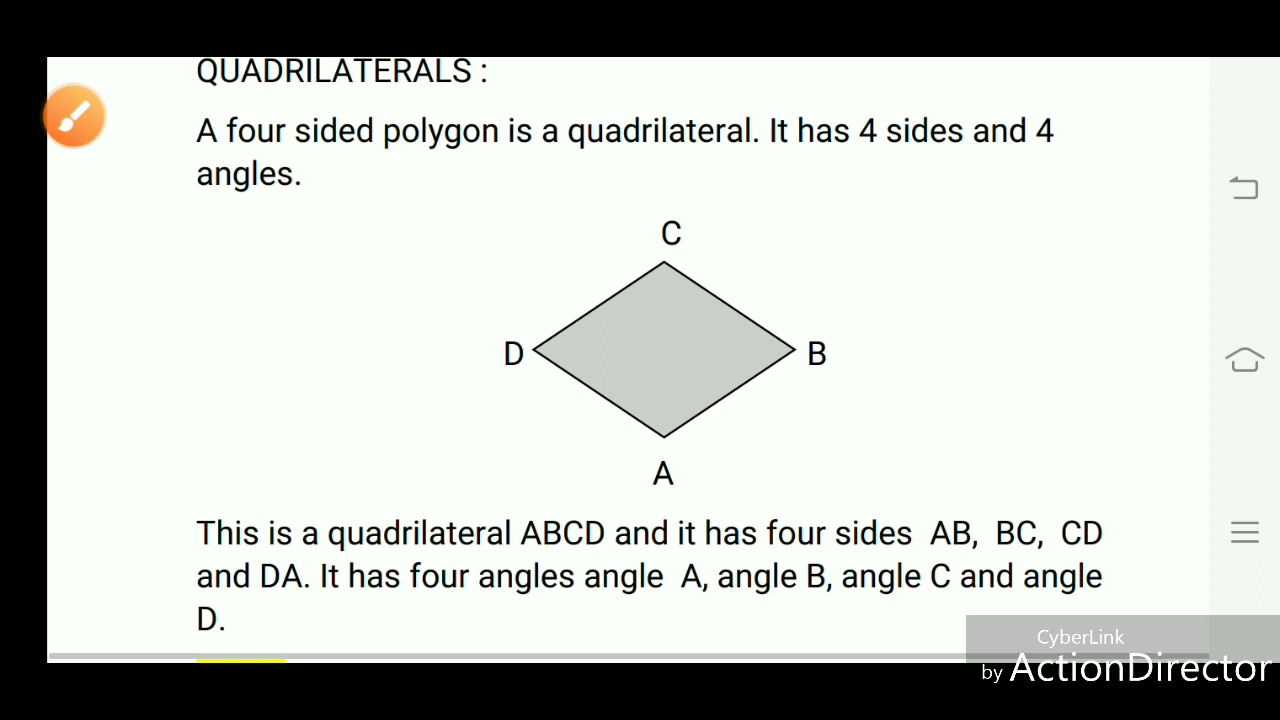 QUADRILATERALS :
A four sided polygon is a quadrilateral. It has 4 sides and 4
angles.
C
D B
A
This is a quadrilateral ABCD and it has four sides AB, BC, CD
and DA. It has four angles angle A, angle B, angle C and angle
D.
CyberLink
by ActionDirector